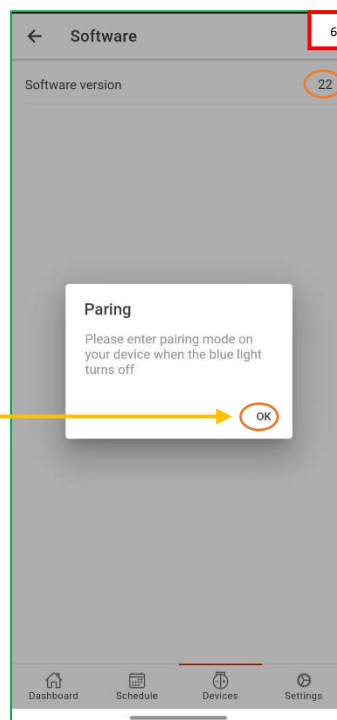 6
Software
Software version 22
Paring
Please enter pairing mode on
your device when the blue light
turns off
OK
Dashboard Schedule Devices Settings